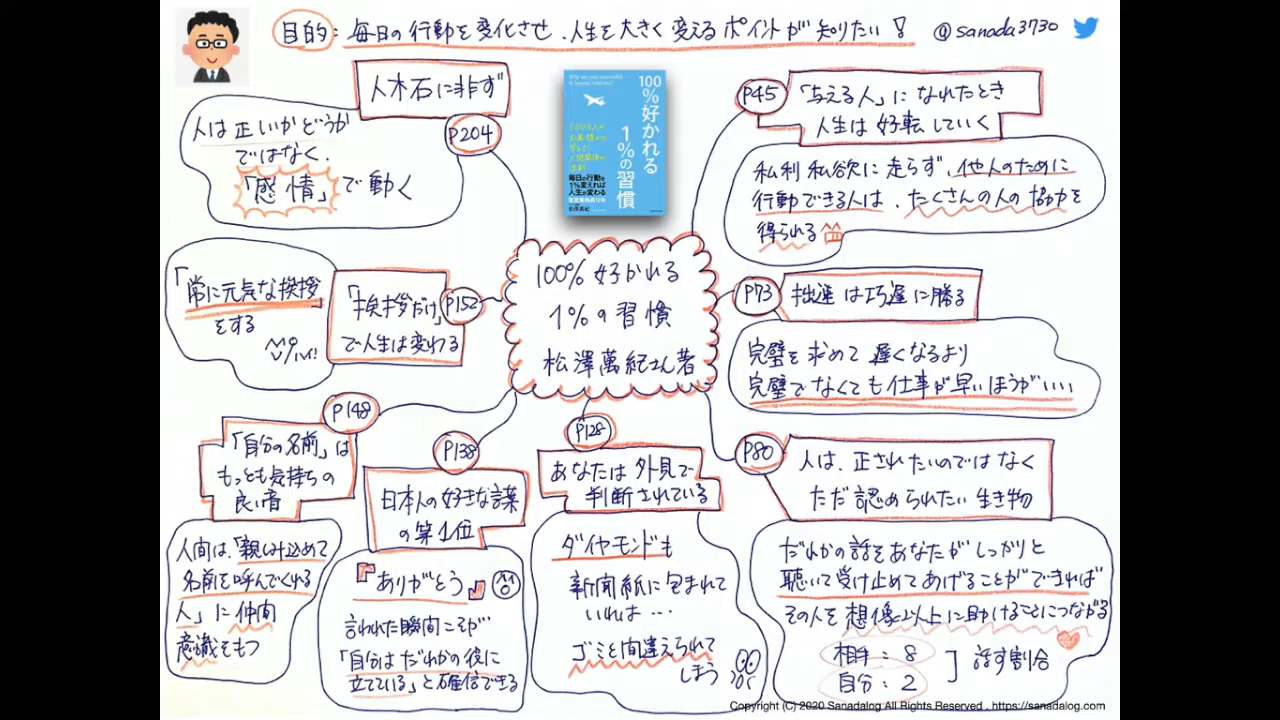 目的：毎日の行動を変化させ、人生を大きく変えるポイントが知りたい！
@sanada3730
人木石に非ず
P204
人は正しいかどうか
ではなく、
「感情」で動く
100%好かれる
1%の習慣
毎日の行動を
1%変えれば
人生が変わる
P45
「与える人」になれたとき
人生は好転していく
私利私欲に走らず、他人のために
行動できる人は、たくさんの人の協力を
得られる
100%好かれる
1%の習慣
松澤萬紀さん著
P152
「挨拶だけ」
で人生は変わる
「常に元気な挨拶」
をする
ハイ!
P73
拙速は巧遅に勝る
完璧を求めて遅くなるより
完璧でなくても仕事が早いほうがいい
P148
「自分の名前」は
もっとも気持ちの
良い音
人間は、「親しみ込めて
名前を呼んでくれる
人」に仲間
意識をもつ
P138
日本人の好きな言葉
の第1位
『ありがとう』
言われた瞬間こそが
「自分はだれかの役に
立てている」と確信できる
P128
あなたは外見で
判断されている
ダイヤモンドも
新聞紙に包まれて
いれば…
ゴミと間違えられて
しまう
P80
人は、正されたいのではなく
ただ認められたい生き物
だれかの話をあなたがしっかりと
聴いて受け止めてあげることができれば
その人を想像以上に助けることにつながる
相手：8
自分：2
話す割合
Copyright (C) 2020 Sanadalog All Rights Reserved . https://sanadalog.com